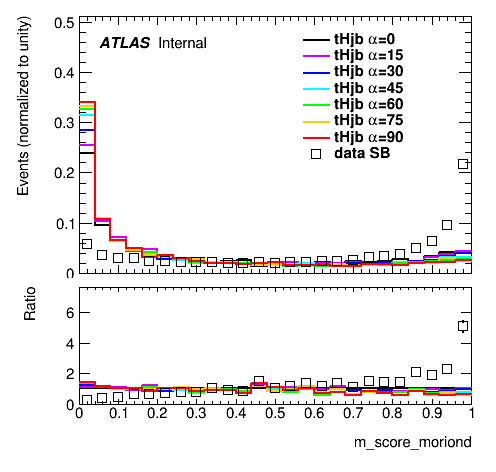 Events (normalized to unity)
0.5
0.4
0.3
0.2
0.1
0
ATLAS Internal
tHjb α=0
tHjb α=15
tHjb α=30
tHjb α=45
tHjb α=60
tHjb α=75
tHjb α=90
data SB
Ratio
6
4
2
0
0 0.1 0.2 0.3 0.4 0.5 0.6 0.7 0.8 0.9 1
m_score_moriond